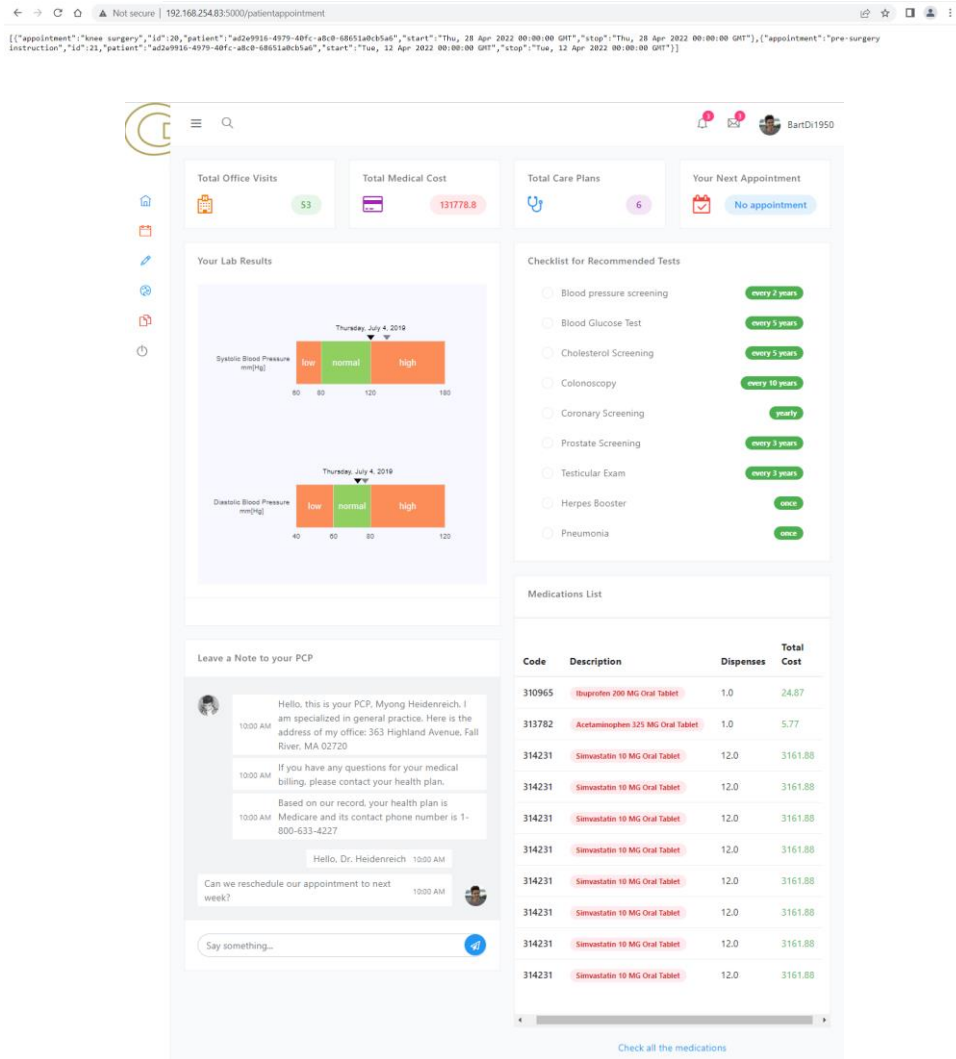 Not secure | 192.168.254.83:5000/patientappointment
[{"appointment":"knee surgery","id":20,"patient":"ad2e9916-4979-40fc-a8c0-68651a0cb5a6","start":"Thu, 28 Apr 2022 00:00:00 GMT","stop":"Thu, 28 Apr 2022 00:00:00 GMT"},{"appointment":"pre-surgery
instruction","id":21,"patient":"ad2e9916-4979-40fc-a8c0-68651a0cb5a6","start":"Tue, 12 Apr 2022 00:00:00 GMT","stop":"Tue, 12 Apr 2022 00:00:00 GMT"}]
3 3 BartDi1950
Total Office Visits
53
Total Medical Cost
131778.8
Total Care Plans
6
Your Next Appointment
No appointment
Your Lab Results
Thursday, July 4, 2019
Systolic Blood Pressure
mm[Hg]
low normal high
60 80 120 160
Thursday, July 4, 2019
Diastolic Blood Pressure
mm[Hg]
low normal high
40 60 80 120
Checklist for Recommended Tests
Blood pressure screening every 2 years
Blood Glucose Test every 5 years
Cholesterol Screening every 5 years
Colonoscopy every 10 years
Coronary Screening yearly
Prostate Screening every 3 years
Testicular Exam every 3 years
Herpes Booster once
Pneumonia once
Leave a Note to your PCP
Hello, this is your PCP, Myong Heidenreich. I
am specialized in general practice. Here is the
10:00 AM
address of my office: 363 Highland Avenue, Fall
River, MA 02720
If you have any questions for your medical
10:00 AM
billing, please contact your health plan.
Based on our record, your health plan is
10:00 AM Medicare and its contact phone number is 1-
800-633-4227
Hello, Dr. Heidenreich 10:00 AM
Can we reschedule our appointment to next
10:00 AM
week?
Say something...
Medications List
Code Description Dispenses Total
Cost
310965 Ibuprofen 200 MG Oral Tablet 1.0 24.87
313782 Acetaminophen 325 MG Oral Tablet 1.0 5.77
314231 Simvastatin 10 MG Oral Tablet 12.0 3161.88
314231 Simvastatin 10 MG Oral Tablet 12.0 3161.88
314231 Simvastatin 10 MG Oral Tablet 12.0 3161.88
314231 Simvastatin 10 MG Oral Tablet 12.0 3161.88
314231 Simvastatin 10 MG Oral Tablet 12.0 3161.88
314231 Simvastatin 10 MG Oral Tablet 12.0 3161.88
314231 Simvastatin 10 MG Oral Tablet 12.0 3161.88
314231 Simvastatin 10 MG Oral Tablet 12.0 3161.88
Check all the medications